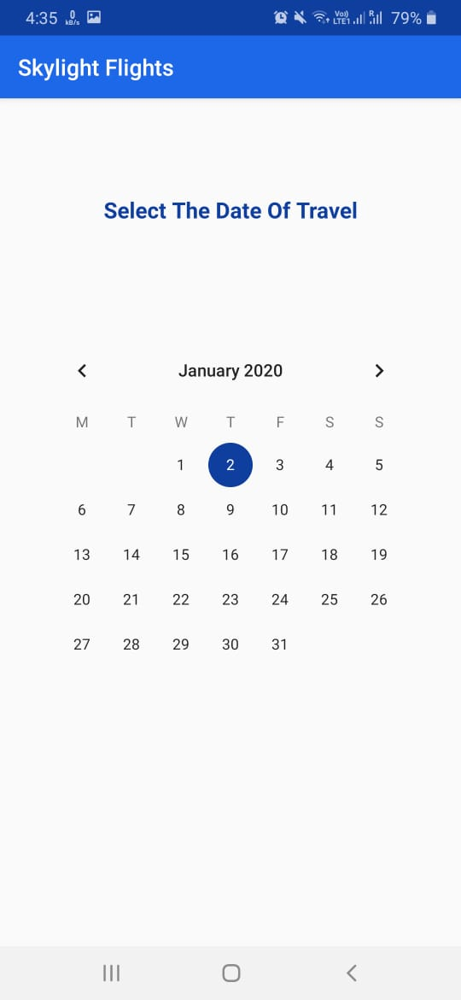 4:35 0 kB/s Vo) LTE1 R 79%
Skylight Flights
Select The Date Of Travel
January 2020
M T W T F S S
1 2 3 4 5
6 7 8 9 10 11 12
13 14 15 16 17 18 19
20 21 22 23 24 25 26
27 28 29 30 31